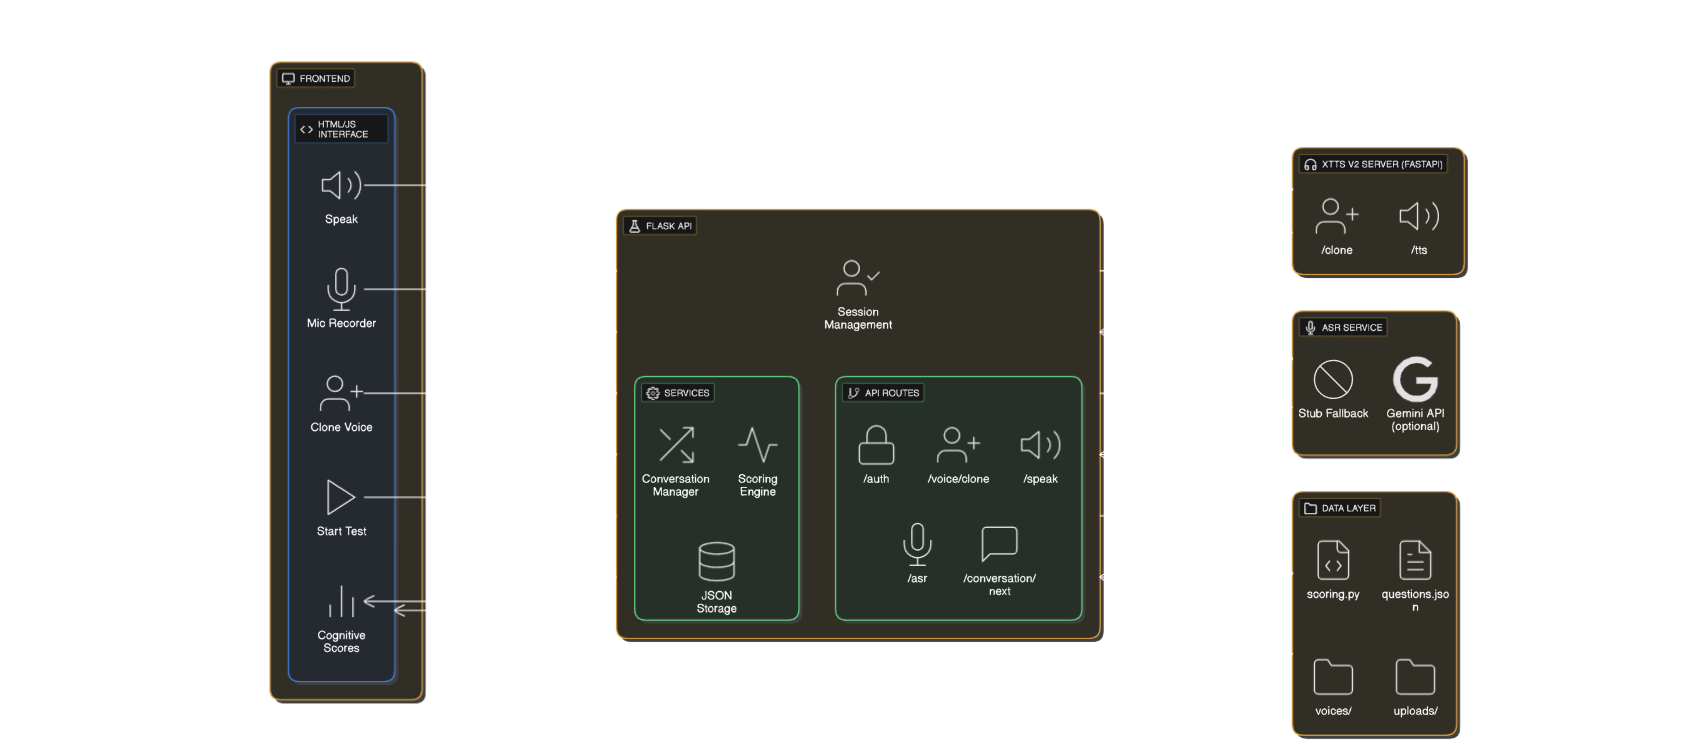 FRONTEND
HTML/JS
INTERFACE
Speak
Mic Recorder
Clone Voice
Start Test
Cognitive
Scores
FLASK API
Session
Management
SERVICES
Conversation
Manager
Scoring
Engine
JSON
Storage
API ROUTES
/auth
/voice/clone
/speak
/asr
/conversation/
next
XTTS V2 SERVER (FASTAPI)
/clone
/tts
ASR SERVICE
Stub Fallback
Gemini API
(optional)
DATA LAYER
scoring.py
questions.jso
n
voices/
uploads/